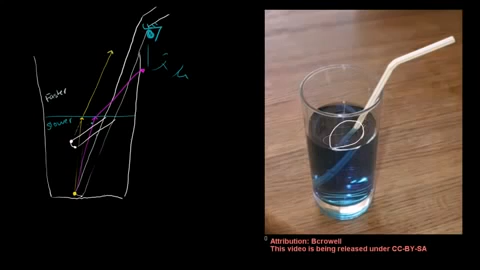 Faster
Slower
Attribution: Bcrowell
This video is being released under CC-BY-SA